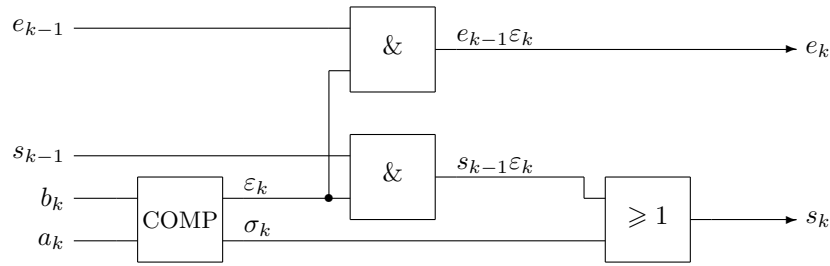 e_{k-1} & e_{k-1}ε_k e_k
s_{k-1} & s_{k-1}ε_k
b_k COMP ε_k ⩾ 1 s_k
a_k σ_k